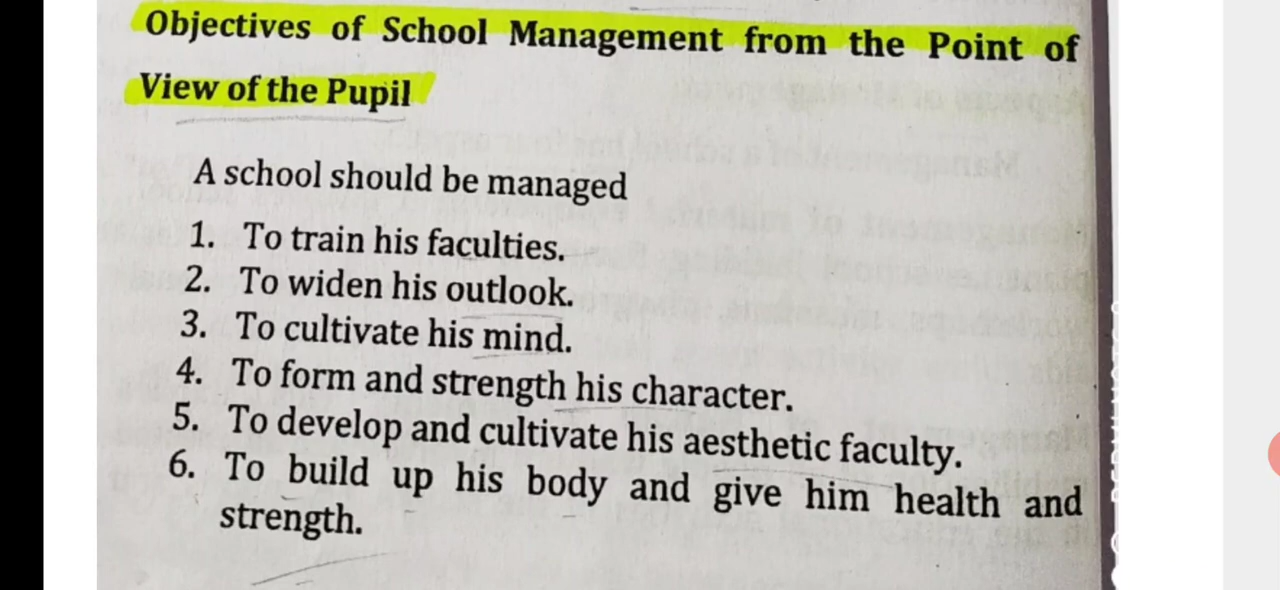 Objectives of School Management from the Point of
View of the Pupil
A school should be managed
1. To train his faculties.
2. To widen his outlook.
3. To cultivate his mind.
4. To form and strength his character.
5. To develop and cultivate his aesthetic faculty.
6. To build up his body and give him health and
strength.